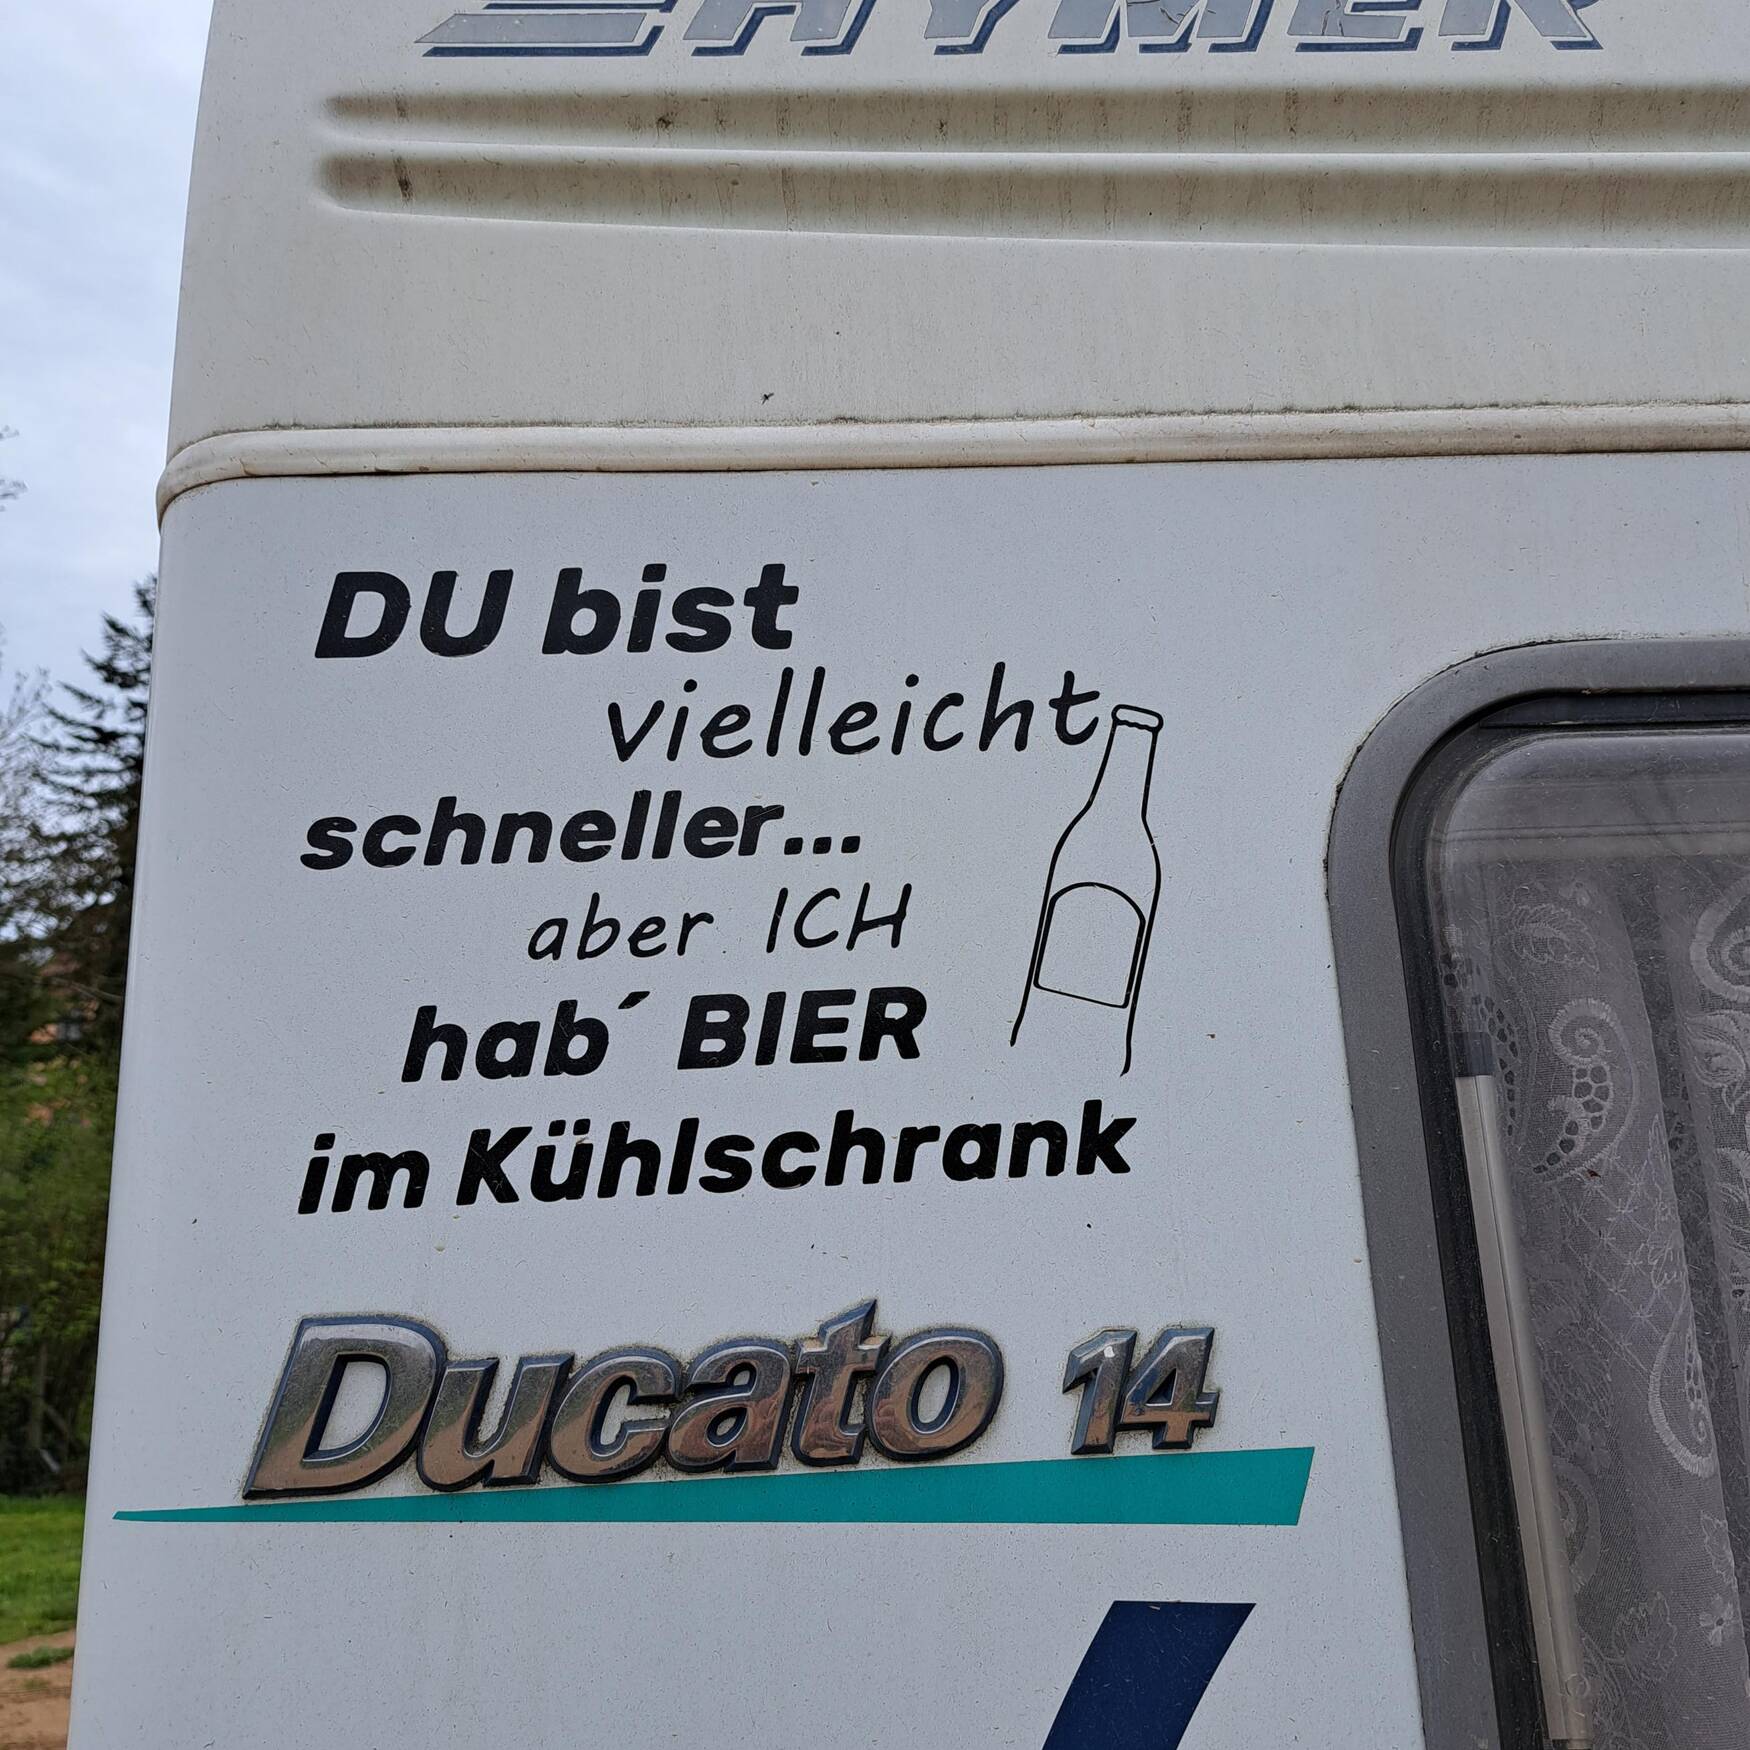 HYMER
DU bist
vielleicht
schneller...
aber ICH
hab´ BIER
im Kühlschrank
Ducato 14